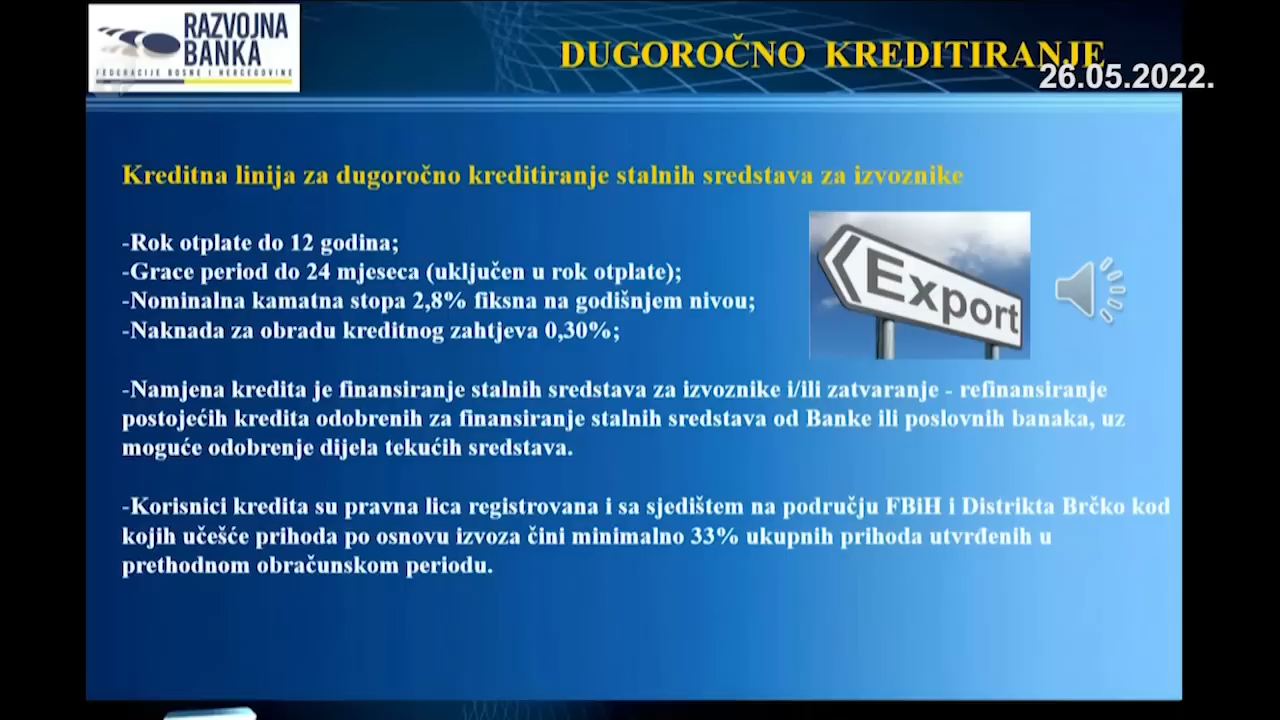 RAZVOJNA
BANKA
FEDERACIJE BOSNE I HERCEGOVINE
DUGOROČNO KREDITIRANJE
26.05.2022.
Kreditna linija za dugoročno kreditiranje stalnih sredstava za izvoznike
-Rok otplate do 12 godina;
-Grace period do 24 mjeseca (uključen u rok otplate);
-Nominalna kamatna stopa 2,8% fiksna na godišnjem nivou;
-Naknada za obradu kreditnog zahtjeva 0,30%;
Export
-Namjena kredita je finansiranje stalnih sredstava za izvoznike i/ili zatvaranje - refinansiranje
postojećih kredita odobrenih za finansiranje stalnih sredstava od Banke ili poslovnih banaka, uz
moguće odobrenje dijela tekućih sredstava.
-Korisnici kredita su pravna lica registrovana i sa sjedištem na području FBiH i Distrikta Brčko kod
kojih učešće prihoda po osnovu izvoza čini minimalno 33% ukupnih prihoda utvrđenih u
prethodnom obračunskom periodu.